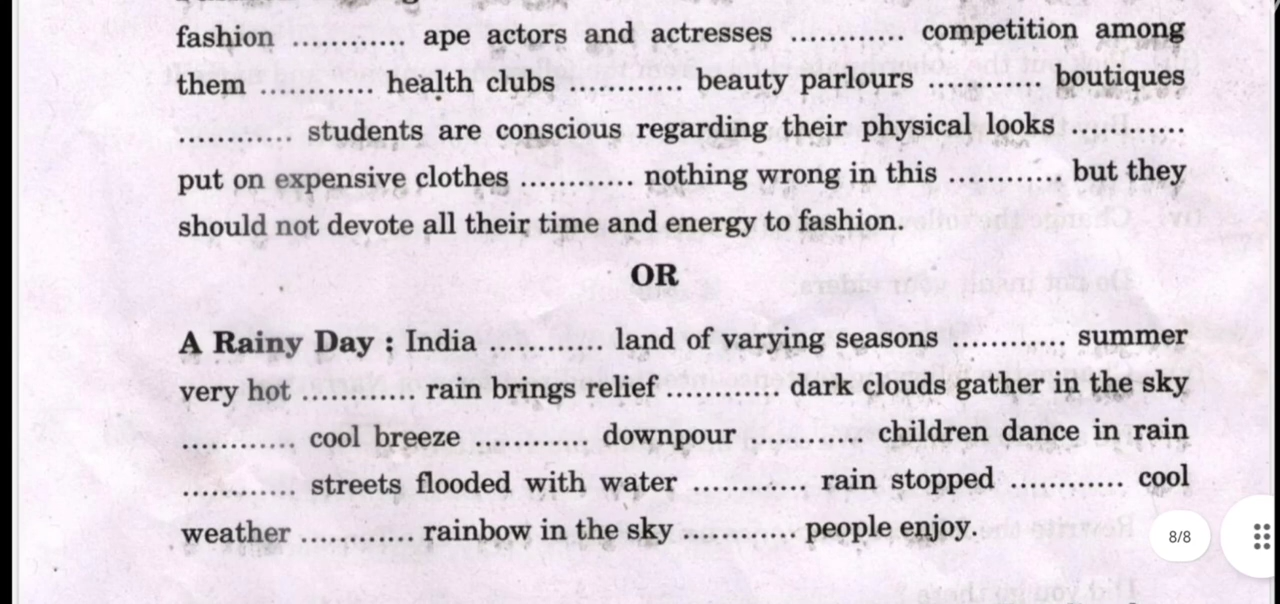 fashion ............ ape actors and actresses ............ competition among
them ............ health clubs ............ beauty parlours ............ boutiques
............ students are conscious regarding their physical looks ............
put on expensive clothes ............ nothing wrong in this ............ but they
should not devote all their time and energy to fashion.
OR
A Rainy Day : India ............ land of varying seasons ............ summer
very hot ............ rain brings relief ............ dark clouds gather in the sky
............ cool breeze ............ downpour ............ children dance in rain
............ streets flooded with water ............ rain stopped ............ cool
weather ............ rainbow in the sky ............ people enjoy.
8/8